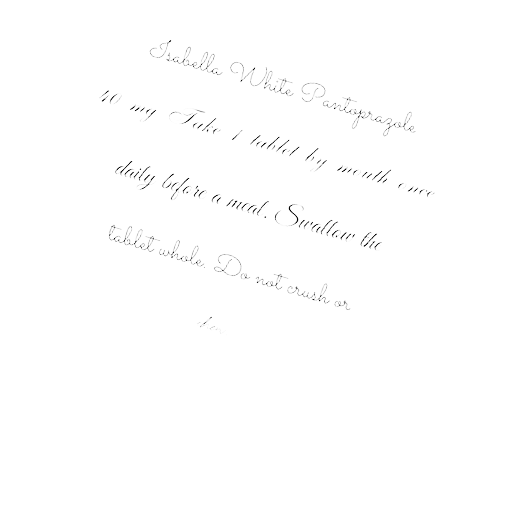 Isabella White Pantoprazole
40 mg Take 1 tablet by mouth once
daily before a meal. Swallow the
tablet whole. Do not crush or